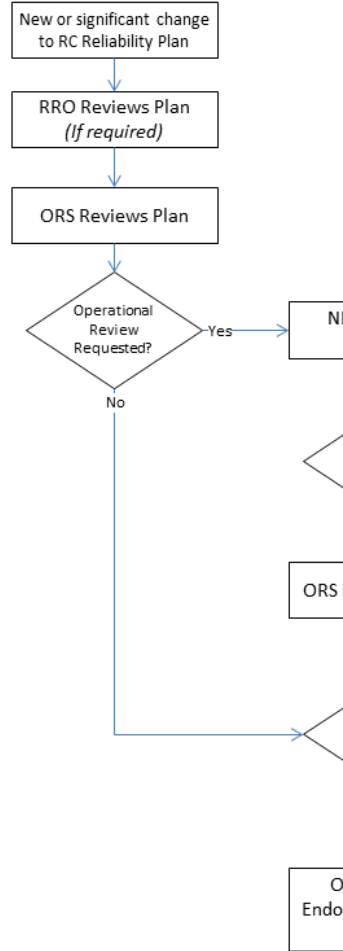 New or significant change
to RC Reliability Plan
RRO Reviews Plan
(If required)
ORS Reviews Plan
Operational
Review
Requested?
Yes
No
ORS